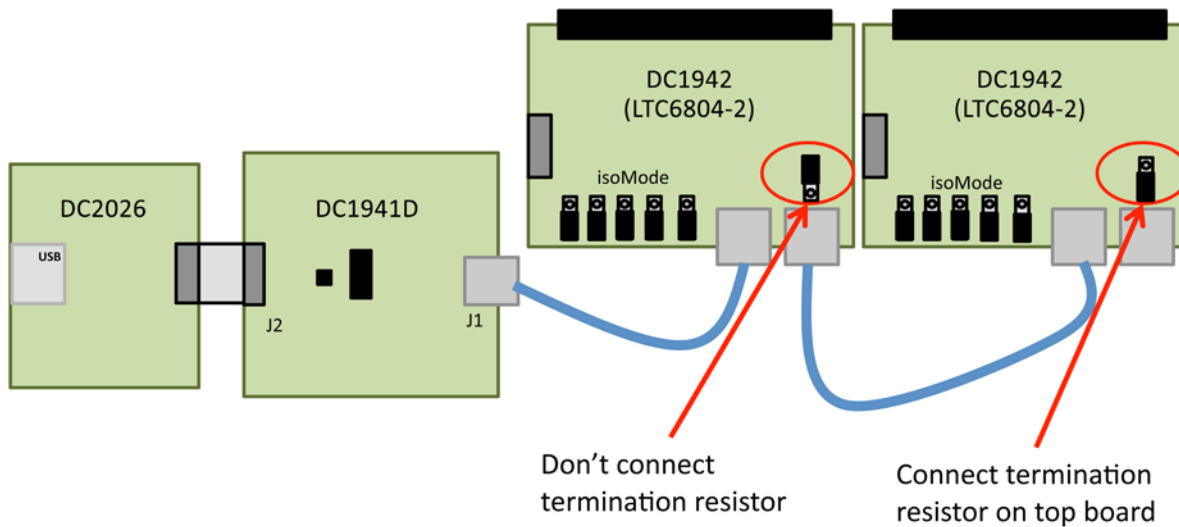 DC1942
(LTC6804-2)
isoMode
DC1942
(LTC6804-2)
isoMode
DC2026
USB
DC1941D
J2
J1
Don’t connect
termination resistor
Connect termination
resistor on top board